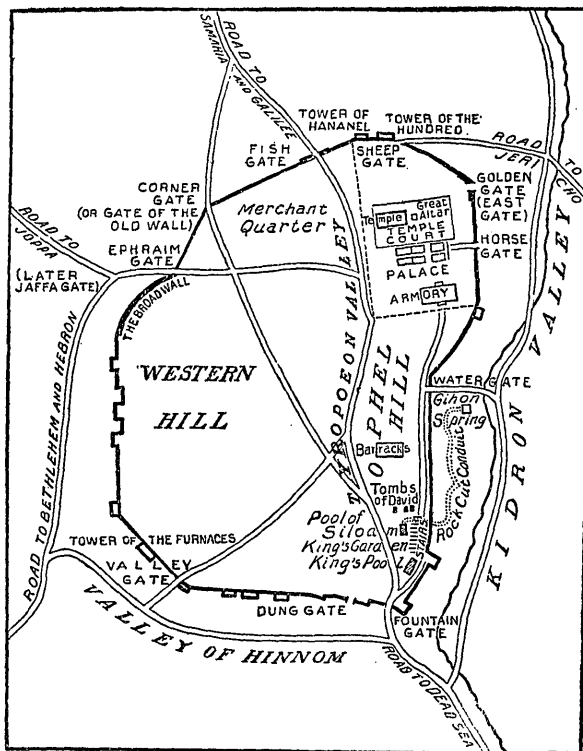 ROAD TO
SAMARIA
AND GALILEE
TOWER OF
HANANEL
TOWER OF THE
HUNDRED
FISH
GATE
SHEEP
GATE
ROAD TO
JERICHO
CORNER
GATE
(OR GATE OF THE
OLD WALL)
Merchant
Quarter
GOLDEN
GATE
(EAST
GATE)
Temple
Great
Altar
TEMPLE
COURT
HORSE
GATE
ROAD TO
JOPPA
EPHRAIM
GATE
(LATER
JAFFA GATE)
THE BROAD WALL
PALACE
ARMORY
TYROPOEON VALLEY
WESTERN
HILL
OPHEL
HILL
WATER GATE
Gihon
Spring
Rock Cut Conduit
KIDRON VALLEY
Barracks
Tombs
of David
Pool of
Siloam
King's Garden
King's Pool
STAIRS
ROAD TO BETHLEHEM AND HEBRON
TOWER OF THE FURNACES
VALLEY
GATE
DUNG GATE
FOUNTAIN
GATE
VALLEY OF HINNOM
ROAD TO DEAD SEA